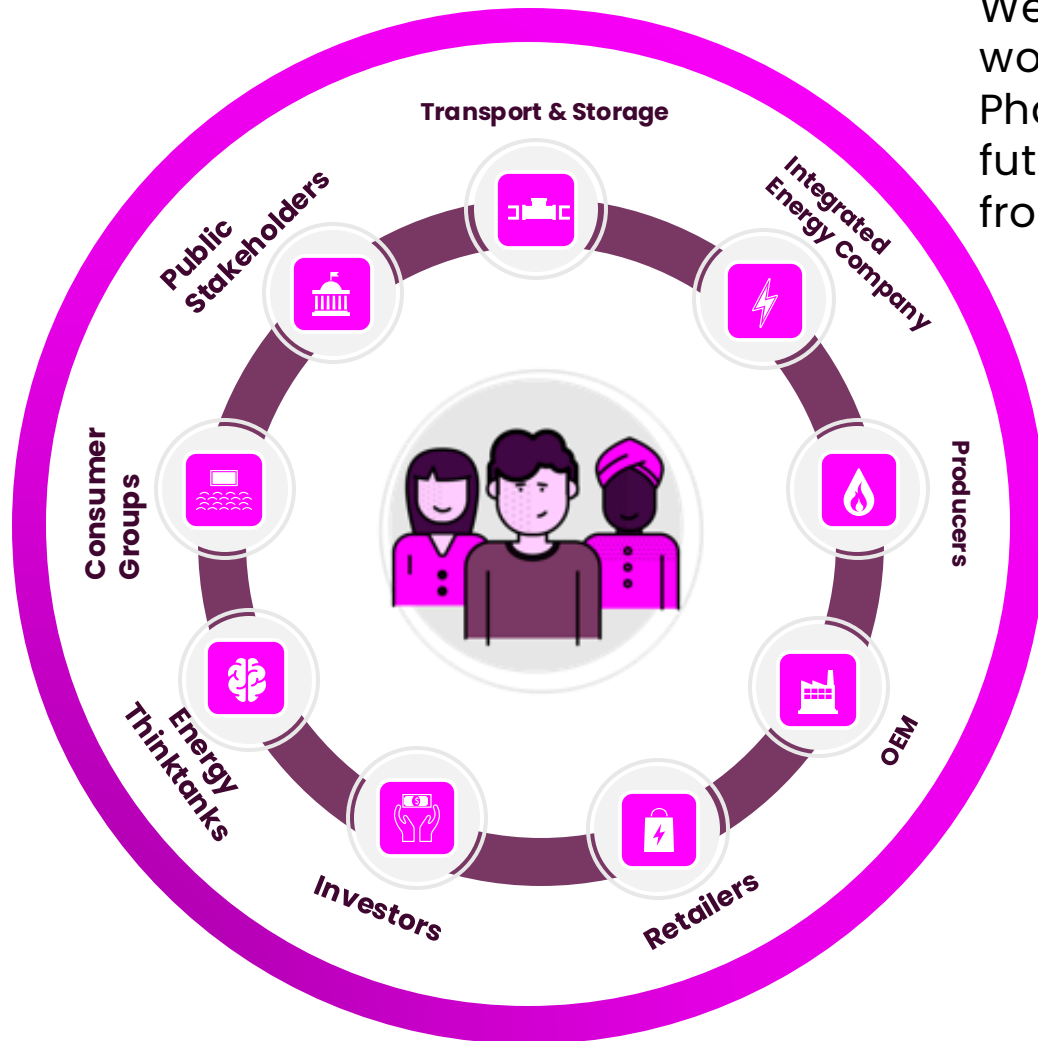 Transport & Storage
Integrated
Energy Company
Producers
OEM
Retailers
Investors
Energy
Thinktanks
Consumer
Groups
Public
Stakeholders
We
wo
Pho
fut
fro
$